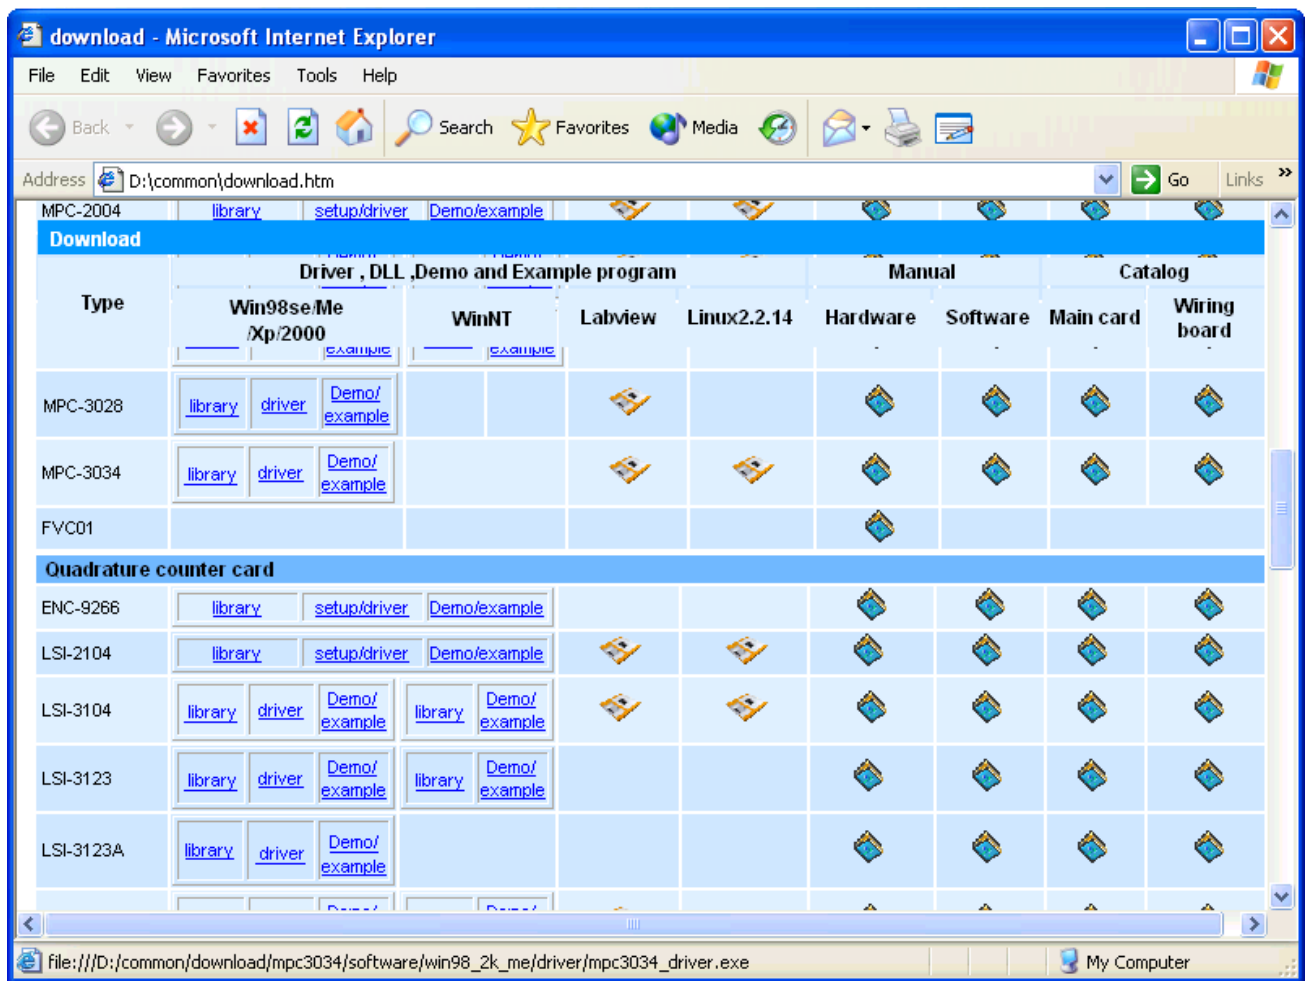 download - Microsoft Internet Explorer
File Edit View Favorites Tools Help
Back Search Favorites Media
Address D:\common\download.htm Go Links »
MPC-2004 library setup/driver Demo/example
Download
Driver , DLL ,Demo and Example program Manual Catalog
Type Win98se/Me /Xp/2000 WinNT Labview Linux2.2.14 Hardware Software Main card Wiring board
example example
MPC-3028 library driver Demo/ example
MPC-3034 library driver Demo/ example
FVC01
Quadrature counter card
ENC-9266 library setup/driver Demo/example
LSI-2104 library setup/driver Demo/example
LSI-3104 library driver Demo/ example library Demo/ example
LSI-3123 library driver Demo/ example library Demo/ example
LSI-3123A library driver Demo/ example
file:///D:/common/download/mpc3034/software/win98_2k_me/driver/mpc3034_driver.exe My Computer